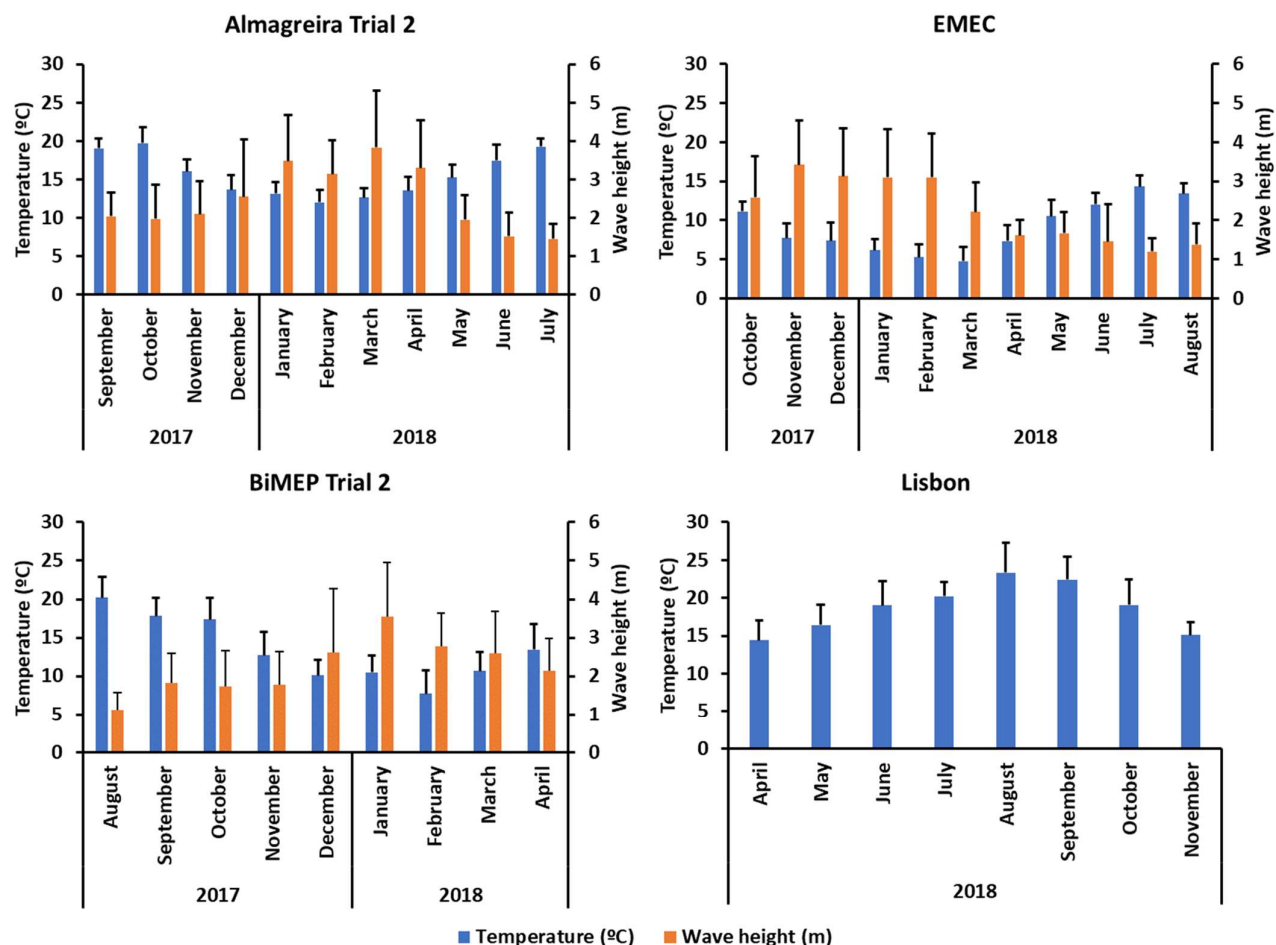 Almagreira Trial 2
Temperature (ºC)
30
25
20
15
10
5
0
6
5
4
3
2
1
0
Wave height (m)
September
October
November
December
January
February
March
April
May
June
July
2017
2018
EMEC
Temperature (ºC)
30
25
20
15
10
5
0
6
5
4
3
2
1
0
Wave height (m)
October
November
December
January
February
March
April
May
June
July
August
2017
2018
BiMEP Trial 2
Temperature (ºC)
30
25
20
15
10
5
0
6
5
4
3
2
1
0
Wave height (m)
August
September
October
November
December
January
February
March
April
2017
2018
Lisbon
Temperature (ºC)
30
25
20
15
10
5
0
April
May
June
July
August
September
October
November
2018
Temperature (ºC)
Wave height (m)